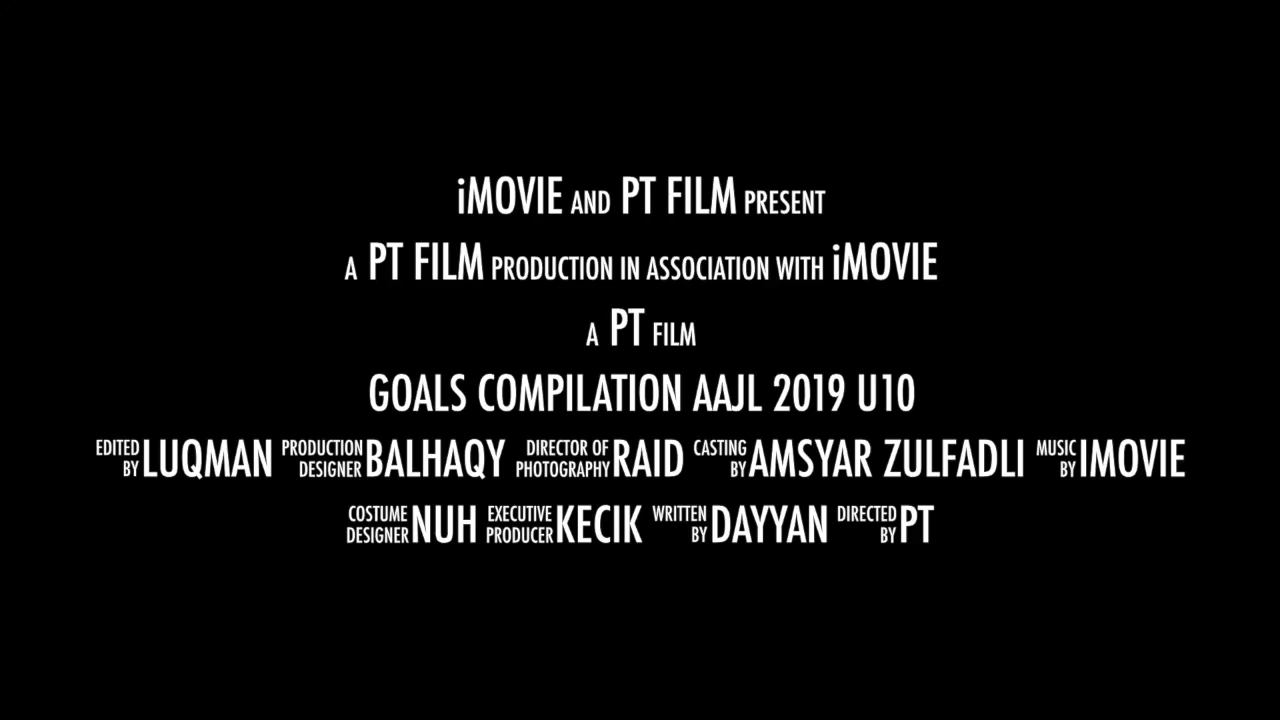 iMOVIE AND PT FILM PRESENT
A PT FILM PRODUCTION IN ASSOCIATION WITH iMOVIE
A PT FILM
GOALS COMPILATION AAJL 2019 U10
EDITED BY LUQMAN PRODUCTION DESIGNER BALHAQY DIRECTOR OF PHOTOGRAPHY RAID CASTING BY AMSYAR ZULFADLI MUSIC BY IMOVIE
COSTUME DESIGNER NUH EXECUTIVE PRODUCER KECIK WRITTEN BY DAYYAN DIRECTED BY PT